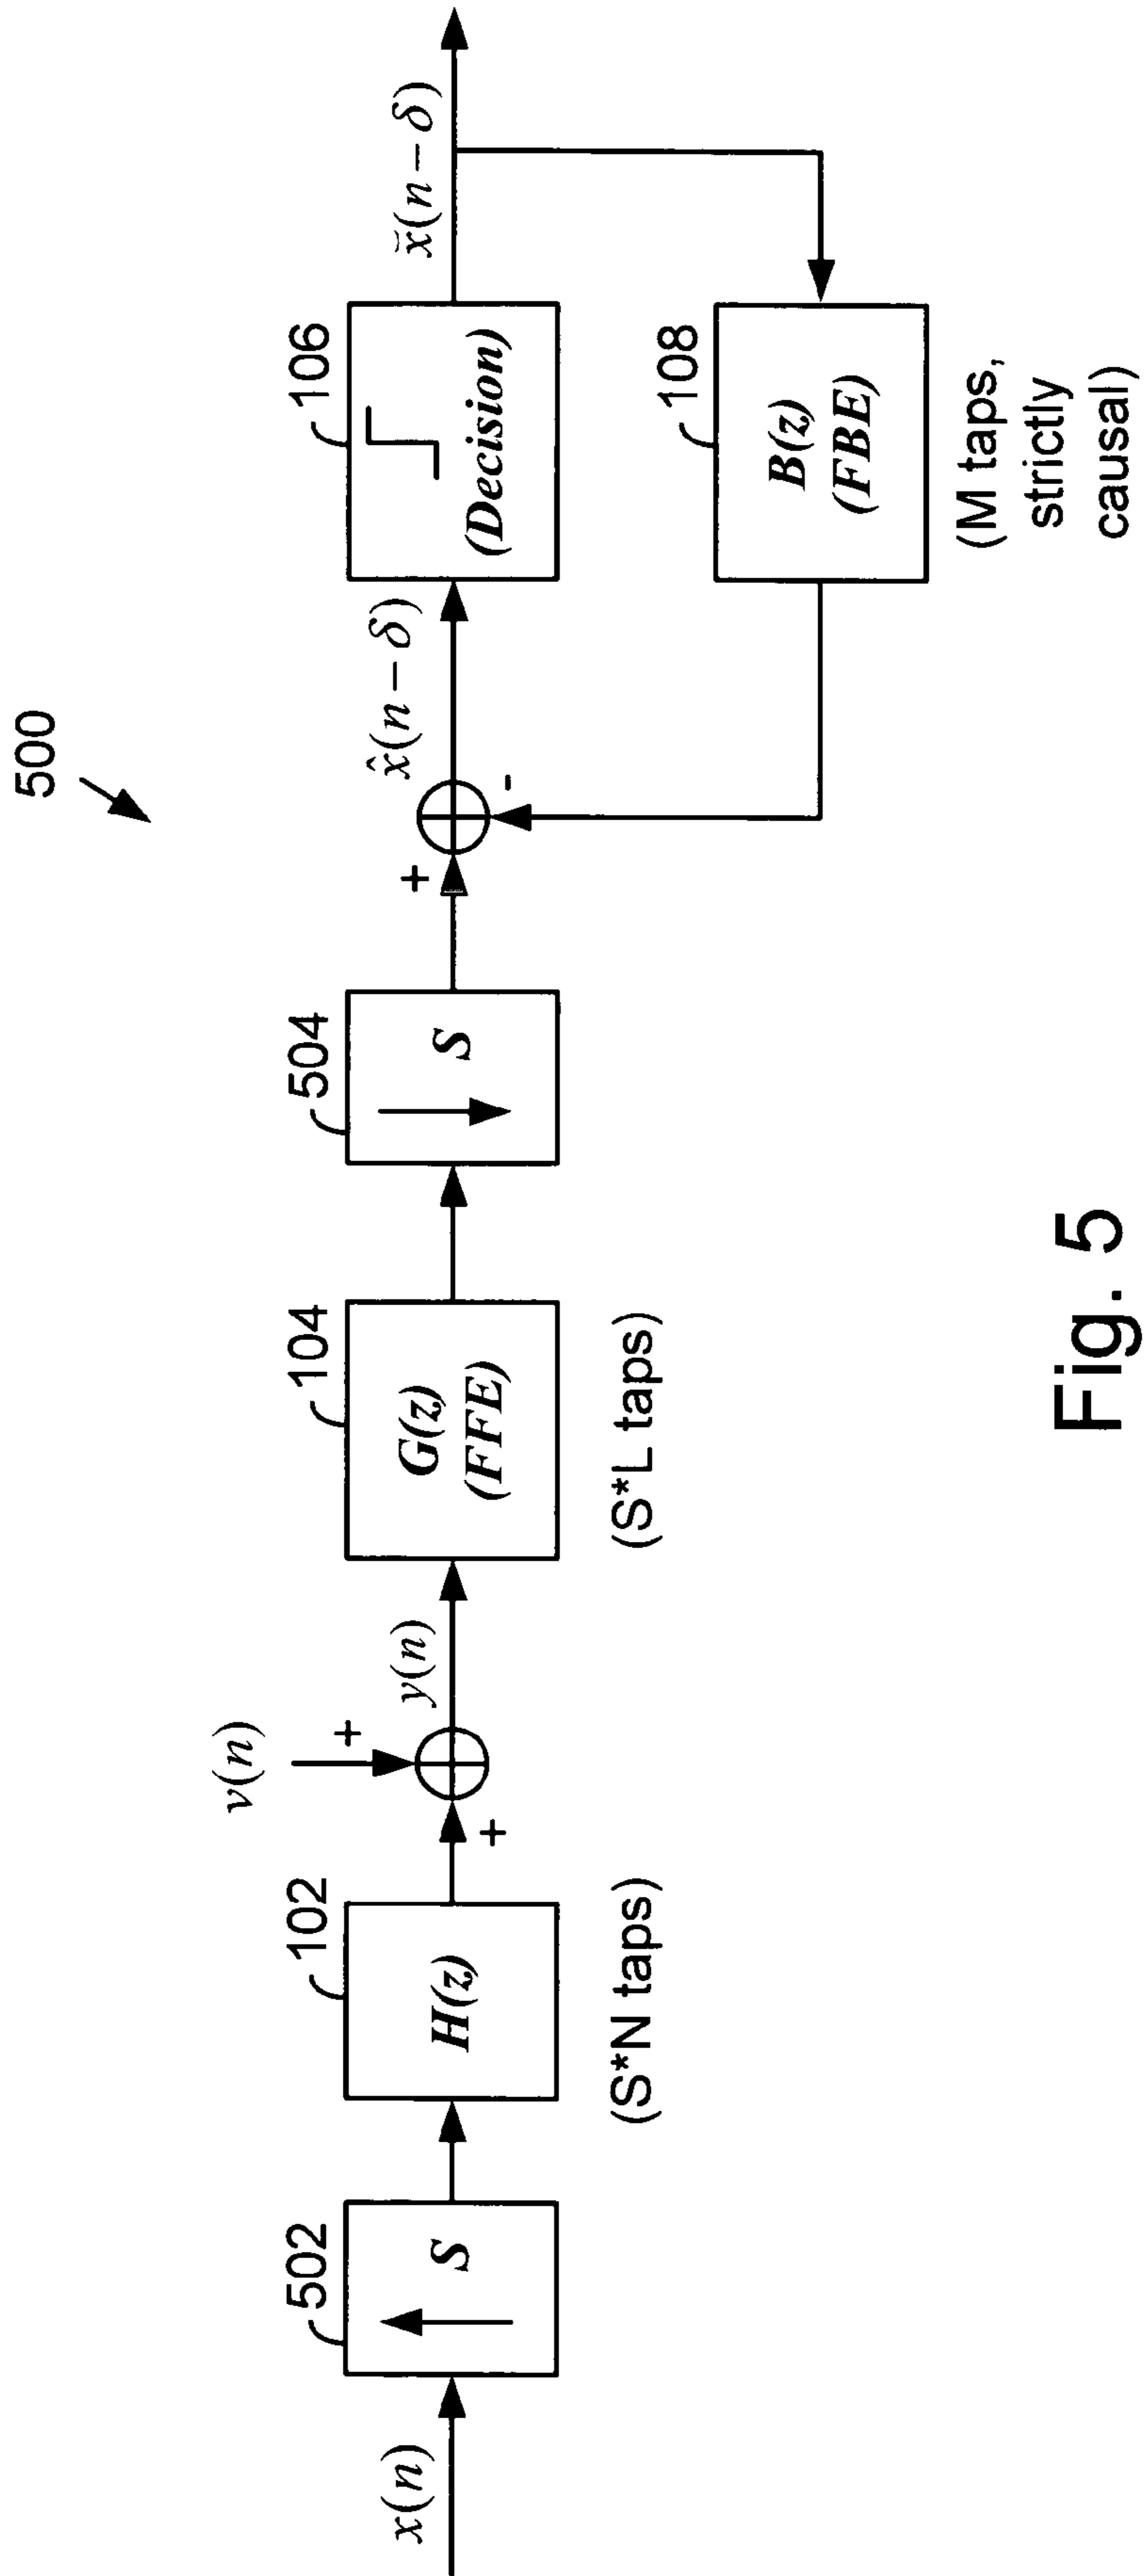 500
x(n)
502
↑ S
102
H(z)
(S*N taps)
v(n)
+
+
y(n)
104
G(z)
(FFE)
(S*L taps)
504
↓ S
+
-
x̂(n − δ)
106
(Decision)
x̆(n − δ)
108
B(z)
(FBE)
(M taps,
strictly
causal)
Fig. 5